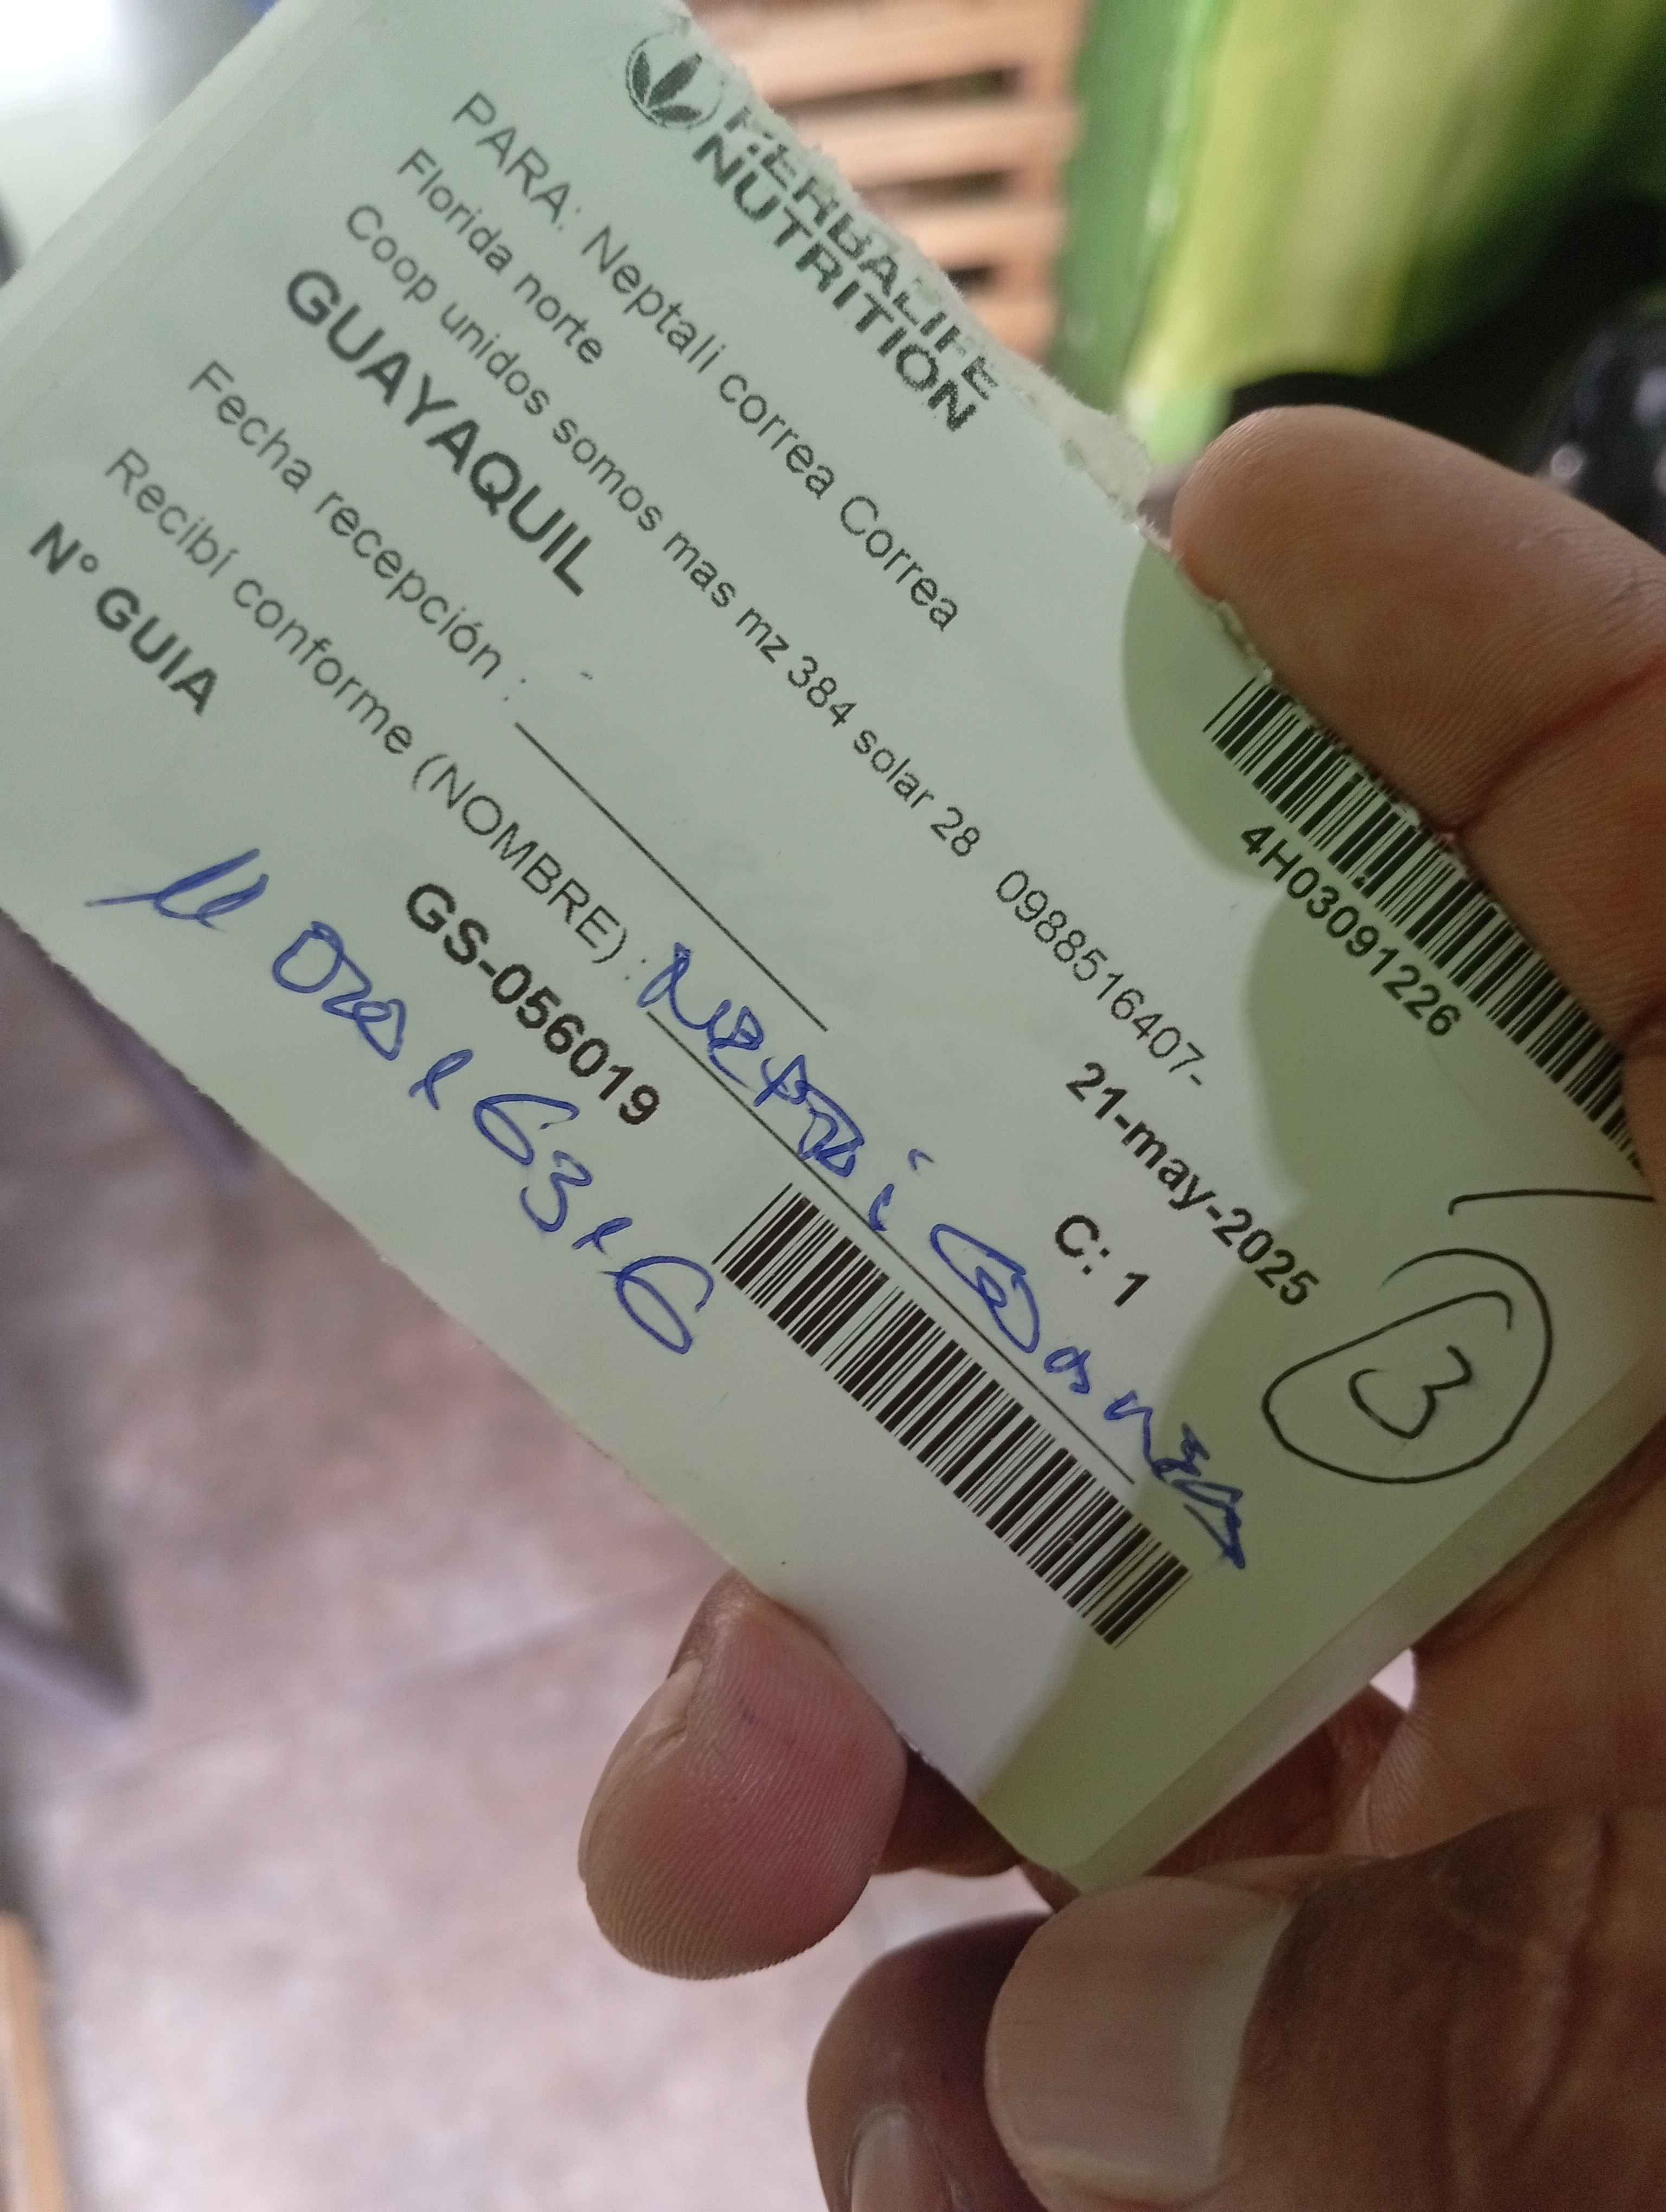 HERBALIFE
NUTRITION
4H03091226
PARA: Neptali correa Correa
Florida norte
Coop unidos somos mas mz 384 solar 28 0988516407-
GUAYAQUIL
21-may-2025
Fecha recepción :
C: 1
3
Recibí conforme (NOMBRE) :
N° GUIA
GS-056019